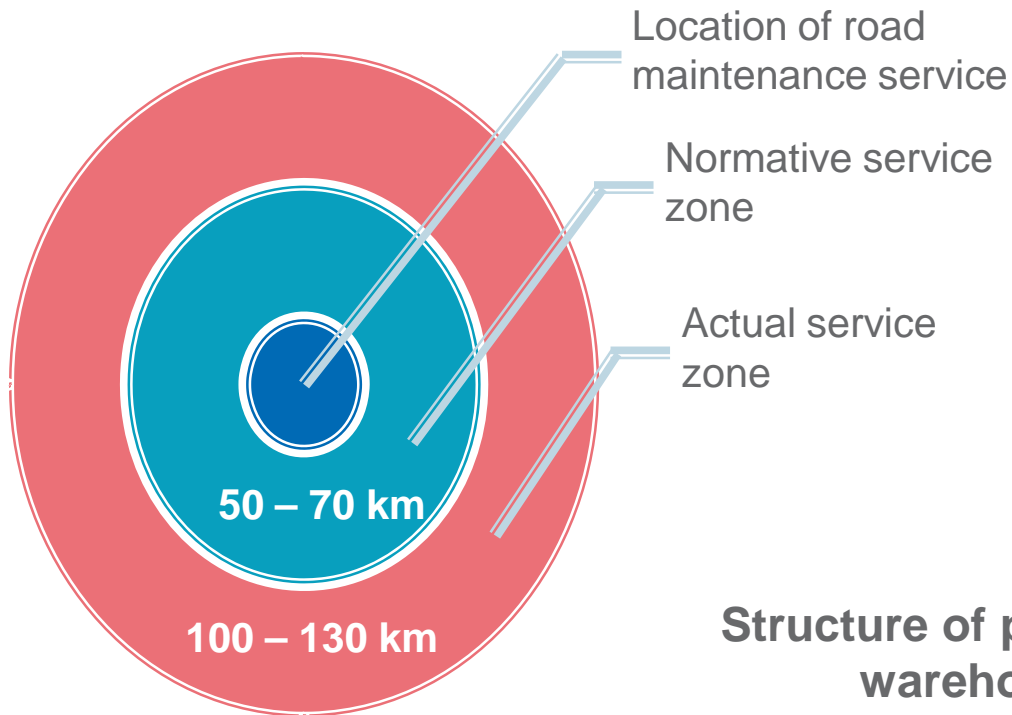 Location of road
maintenance service
Normative service
zone
Actual service
zone
50 – 70 km
100 – 130 km
Structure of